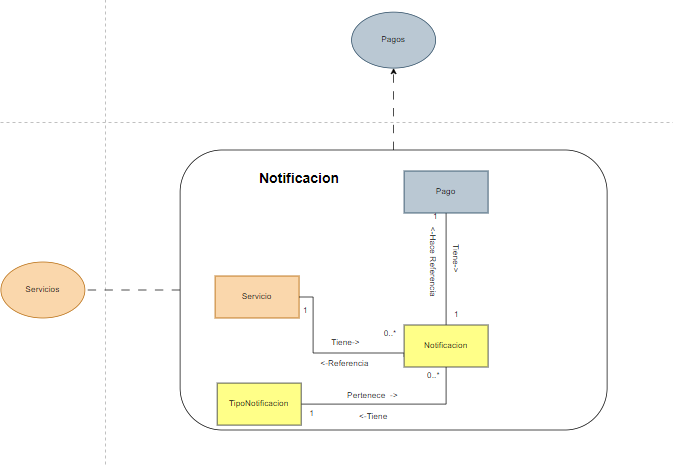 Pagos
Notificacion
Pago
1
<-Hace Referencia
Tiene->
Servicios
Servicio
1
1
Tiene->
0..*
Notificacion
<-Referencia
0..*
TipoNotificacion
Pertenece ->
1
<-Tiene